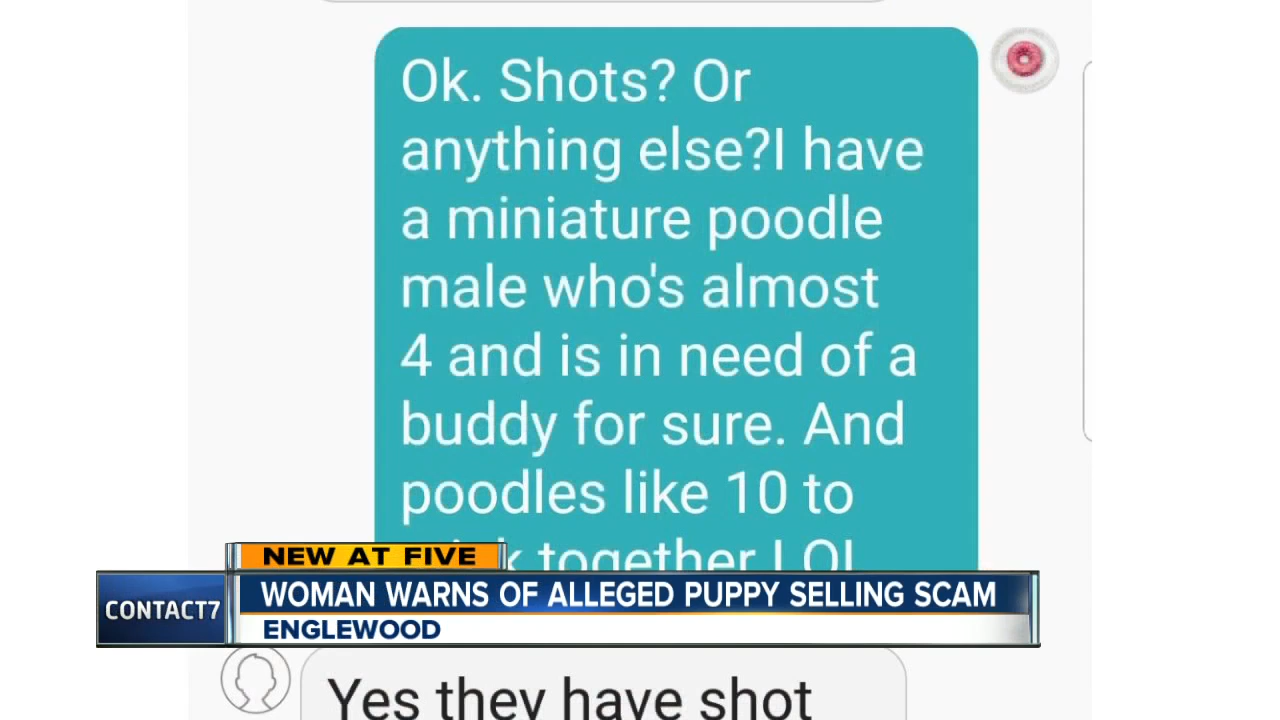 Ok. Shots? Or
anything else?I have
a miniature poodle
male who's almost
4 and is in need of a
buddy for sure. And
poodles like 10 to
together LOL
NEW AT FIVE
CONTACT7
WOMAN WARNS OF ALLEGED PUPPY SELLING SCAM
ENGLEWOOD
Yes they have shot